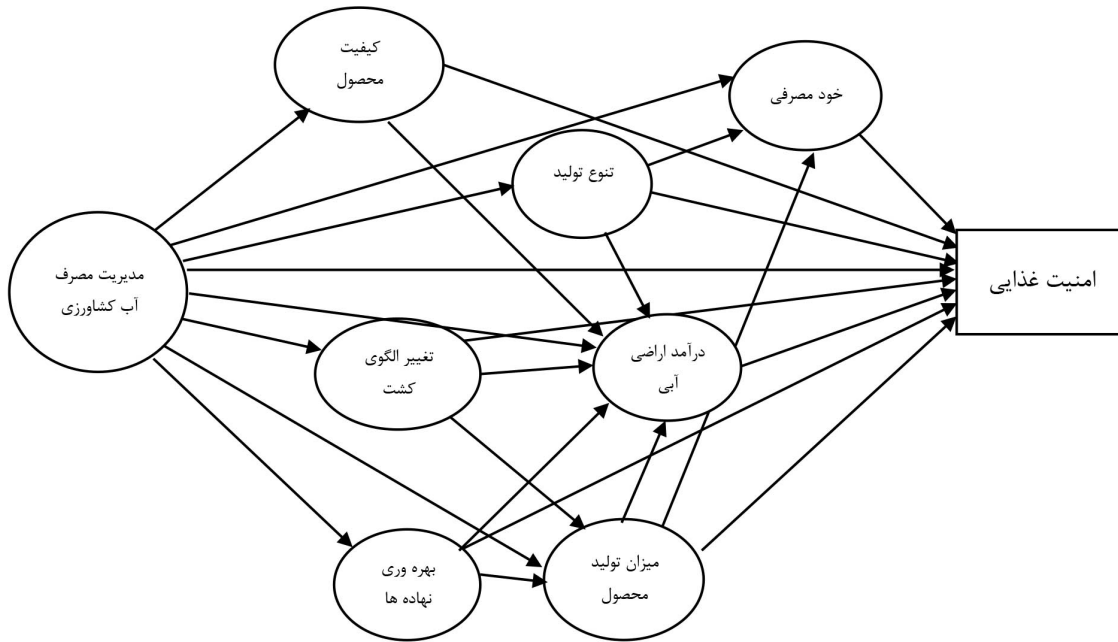 کیفیت
محصول
خود مصرفی
تنوع تولید
مدیریت مصرف
آب کشاورزی
امنیت غذایی
تغییر الگوی
کشت
درآمد اراضی
آبی
بهره وری
نهاده ها
میزان تولید
محصول